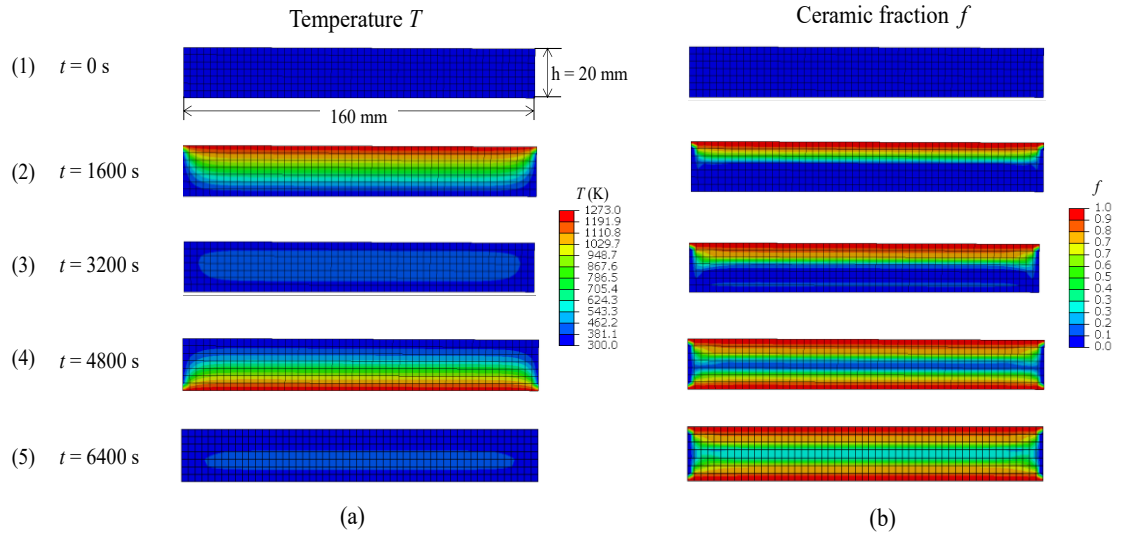 Temperature T
Ceramic fraction f
(1) t = 0 s
h = 20 mm
160 mm
(2) t = 1600 s
T (K)
1273.0
1191.9
1110.8
1029.7
948.7
867.6
786.5
705.4
624.3
543.2
462.2
381.1
300.0
f
1.0
0.9
0.8
0.7
0.7
0.6
0.5
0.4
0.3
0.3
0.2
0.1
0.0
(3) t = 3200 s
(4) t = 4800 s
(5) t = 6400 s
(a)
(b)